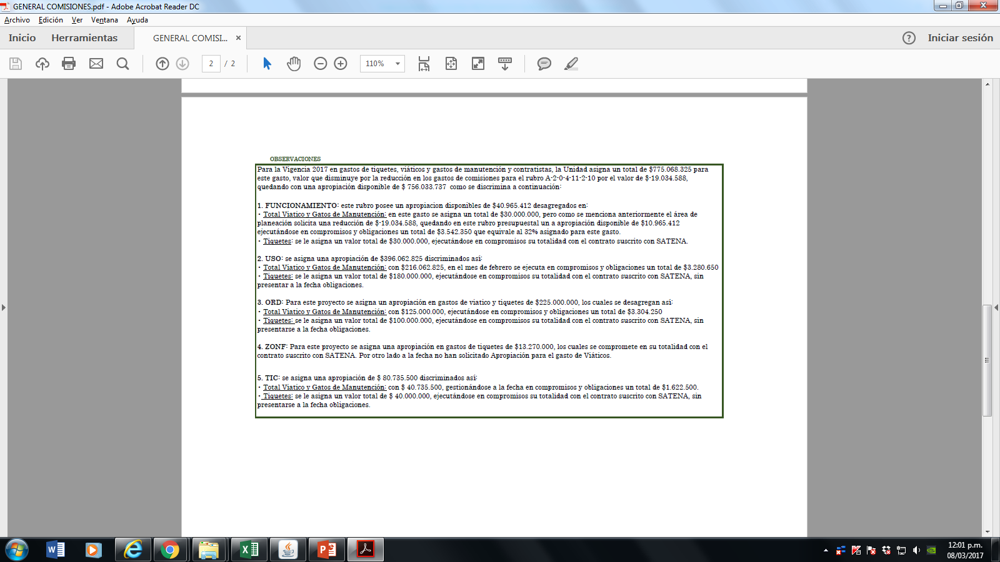 GENERAL COMISIONES.pdf - Adobe Acrobat Reader DC
Archivo Edición Ver Ventana Ayuda
Inicio Herramientas GENERAL COMISI... × Iniciar sesión
2 / 2 110%
OBSERVACIONES
Para la Vigencia 2017 en gastos de tiquetes, viáticos y gastos de manutención y contratistas, la Unidad asigna un total de $775.068.325 para
este gasto, valor que disminuye por la reducción en los gastos de comisiones para el rubro A-2-0-4-11-2-10 por el valor de $-19.034.588,
quedando con una apropiación disponible de $ 756.033.737 como se discrimina a continuación:
1. FUNCIONAMIENTO: este rubro posee un apropiacion disponibles de $40.965.412 desagregados en:
• Total Viatico y Gatos de Manutención: en este gasto se asigna un total de $30.000.000, pero como se menciona anteriormente el área de
planeación solicita una reducción de $-19.034.588, quedando en este rubro presupuestal un a apropiación disponible de $10.965.412
ejecutándose en compromisos y obligaciones un total de $3.542.350 que equivale al 32% asignado para este gasto.
• Tiquetes: se le asigna un valor total de $30.000.000, ejecutándose en compromisos su totalidad con el contrato suscrito con SATENA.
2. USO: se asigna una apropiación de $396.062.825 discriminados así:
• Total Viatico y Gatos de Manutención: con $216.062.825, en el mes de febrero se ejecuta en compromisos y obligaciones un total de $3.280.650
• Tiquetes: se le asigna un valor total de $180.000.000, ejecutándose en compromisos su totalidad con el contrato suscrito con SATENA, sin
presentar a la fecha obligaciones.
3. ORD: Para este proyecto se asigna un apropiación en gastos de viatico y tiquetes de $225.000.000, los cuales se desagregan así:
• Total Viatico y Gatos de Manutención: con $125.000.000, ejecutándose en compromisos y obligaciones un total de $3.304.250
• Tiquetes: se le asigna un valor total de $100.000.000, ejecutándose en compromisos su totalidad con el contrato suscrito con SATENA, sin
presentarse a la fecha obligaciones.
4. ZONF: Para este proyecto se asigna una apropiación en gastos de tiquetes de $13.270.000, los cuales se compromete en su totalidad con el
contrato suscrito con SATENA. Por otro lado a la fecha no han solicitado Apropiación para el gasto de Viáticos.
5. TIC: se asigna una apropiación de $ 80.735.500 discriminados así:
• Total Viatico y Gatos de Manutención: con $ 40.735.500, gestionándose a la fecha en compromisos y obligaciones un total de $1.622.500.
• Tiquetes: se le asigna un valor total de $ 40.000.000, ejecutándose en compromisos su totalidad con el contrato suscrito con SATENA, sin
presentarse a la fecha obligaciones.
12:01 p.m.
08/03/2017